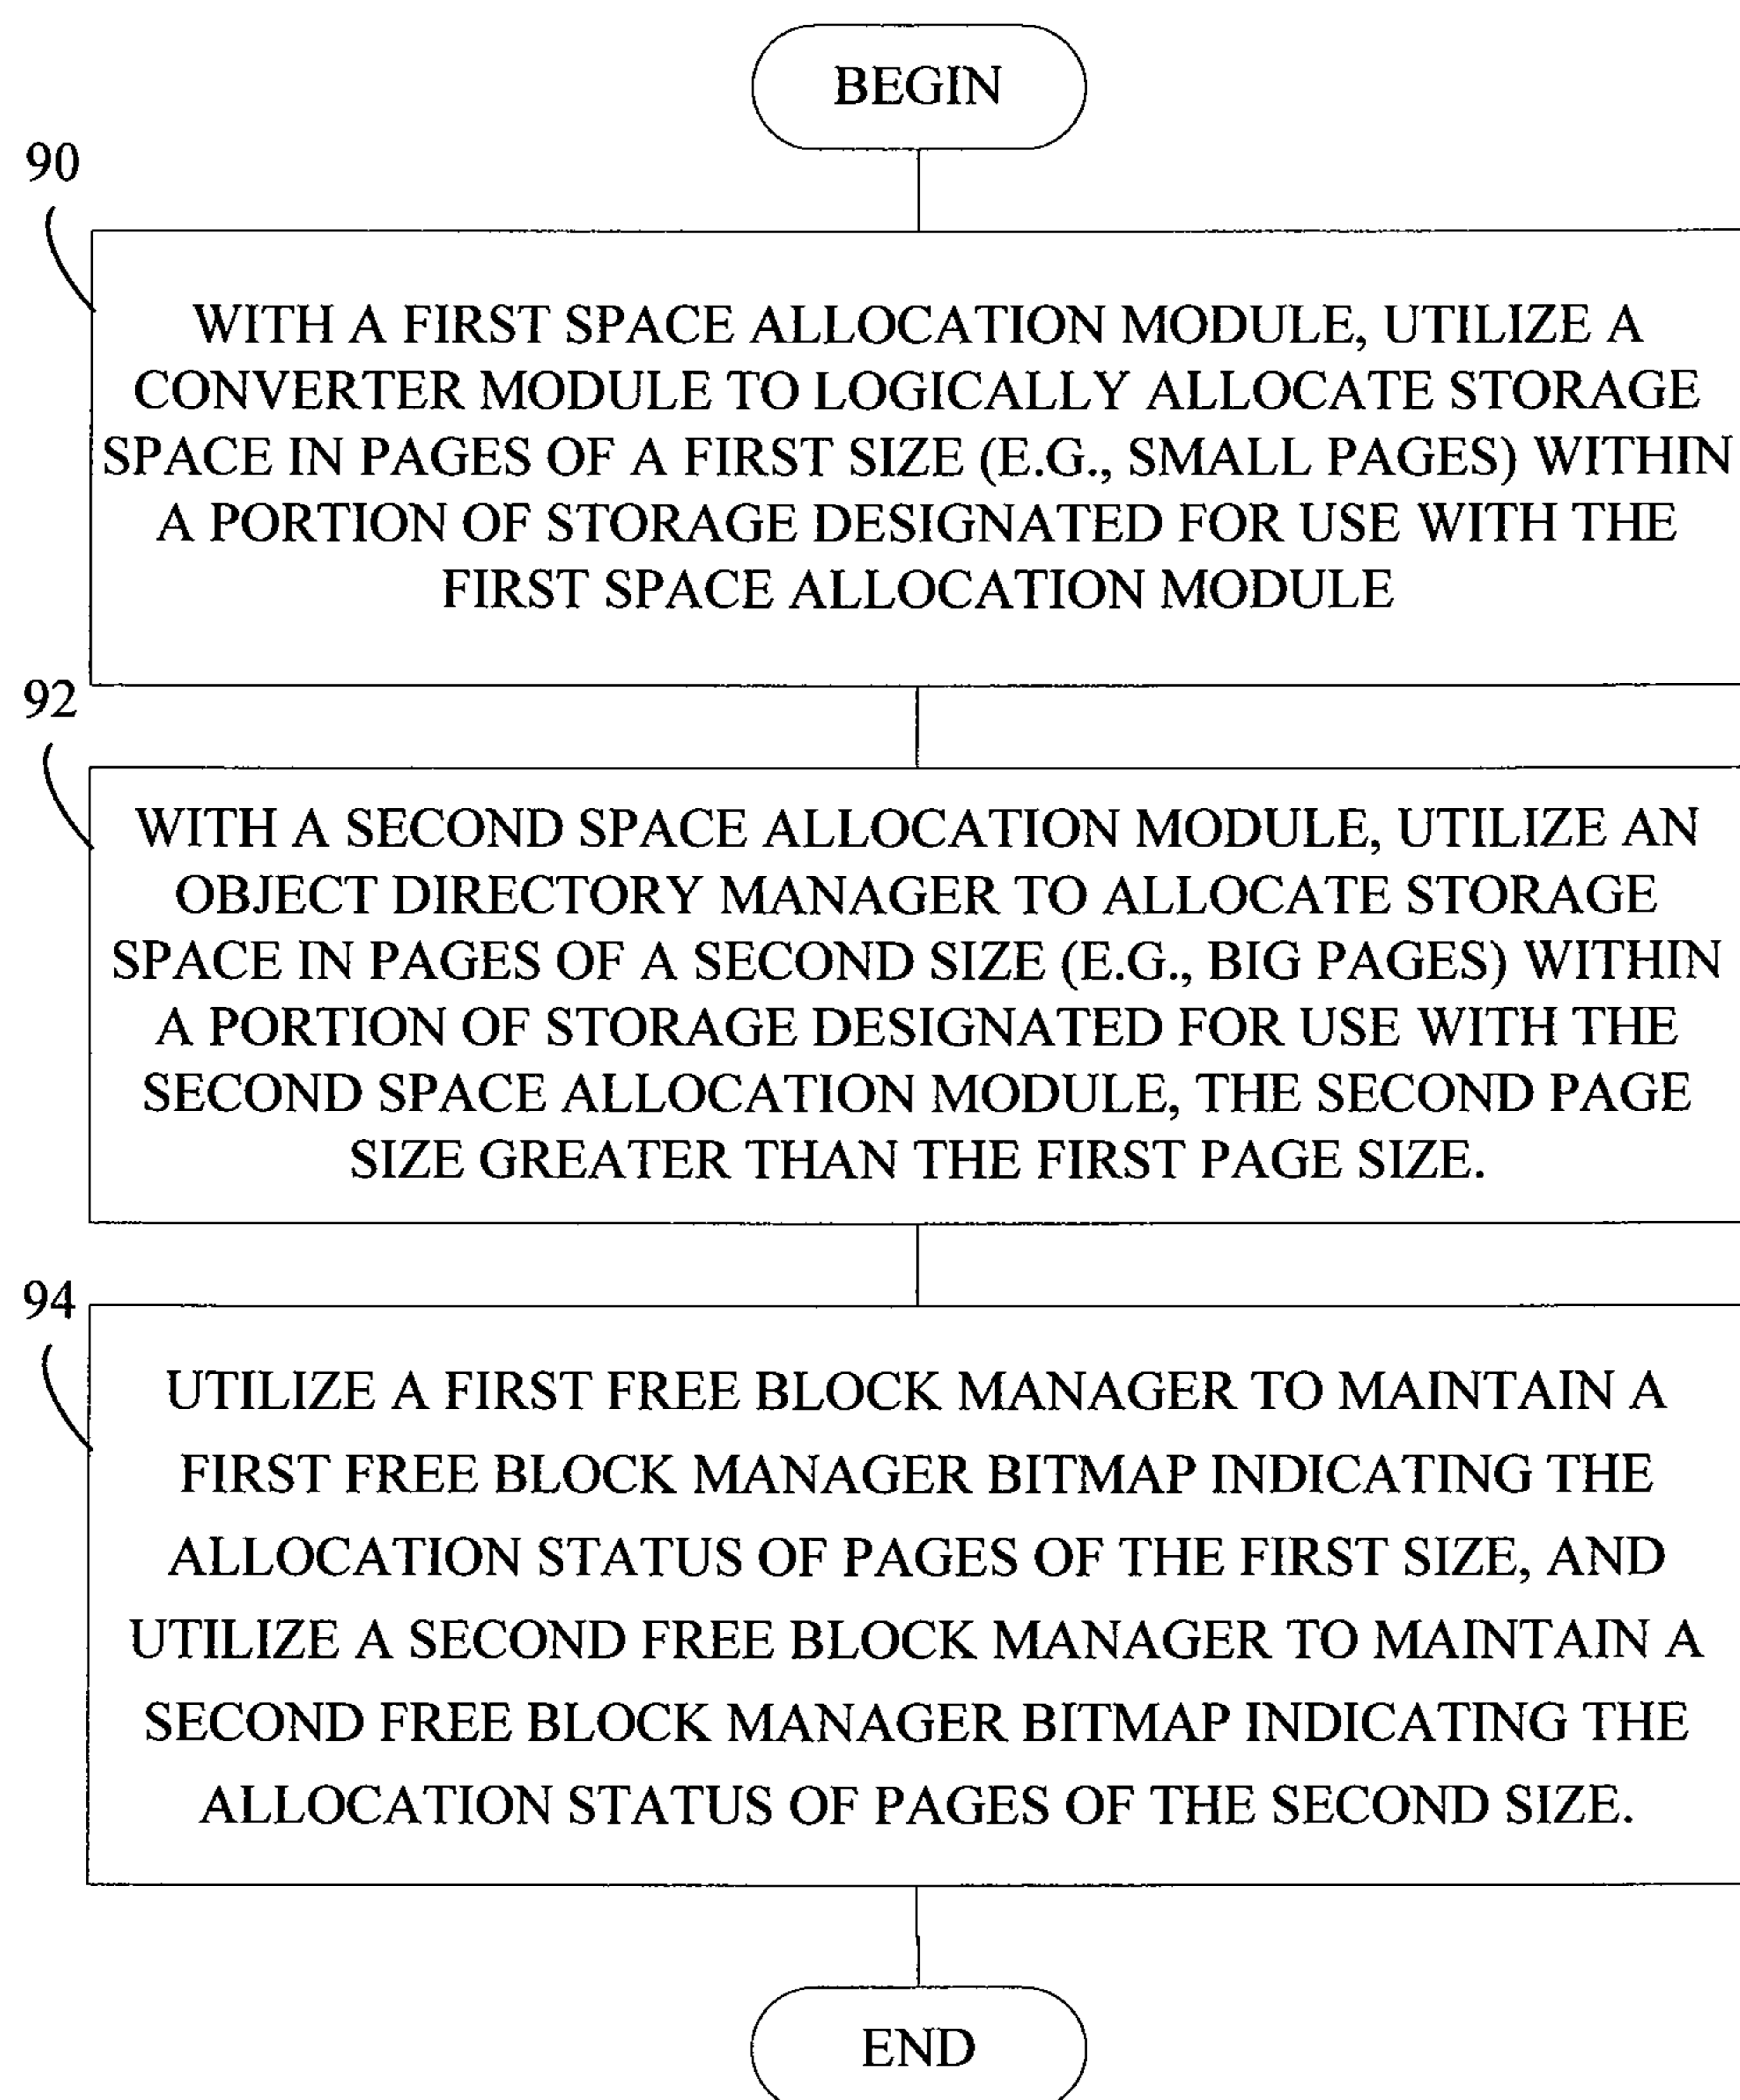 BEGIN
90
WITH A FIRST SPACE ALLOCATION MODULE, UTILIZE A
CONVERTER MODULE TO LOGICALLY ALLOCATE STORAGE
SPACE IN PAGES OF A FIRST SIZE (E.G., SMALL PAGES) WITHIN
A PORTION OF STORAGE DESIGNATED FOR USE WITH THE
FIRST SPACE ALLOCATION MODULE
92
WITH A SECOND SPACE ALLOCATION MODULE, UTILIZE AN
OBJECT DIRECTORY MANAGER TO ALLOCATE STORAGE
SPACE IN PAGES OF A SECOND SIZE (E.G., BIG PAGES) WITHIN
A PORTION OF STORAGE DESIGNATED FOR USE WITH THE
SECOND SPACE ALLOCATION MODULE, THE SECOND PAGE
SIZE GREATER THAN THE FIRST PAGE SIZE.
94
UTILIZE A FIRST FREE BLOCK MANAGER TO MAINTAIN A
FIRST FREE BLOCK MANAGER BITMAP INDICATING THE
ALLOCATION STATUS OF PAGES OF THE FIRST SIZE, AND
UTILIZE A SECOND FREE BLOCK MANAGER TO MAINTAIN A
SECOND FREE BLOCK MANAGER BITMAP INDICATING THE
ALLOCATION STATUS OF PAGES OF THE SECOND SIZE.
END